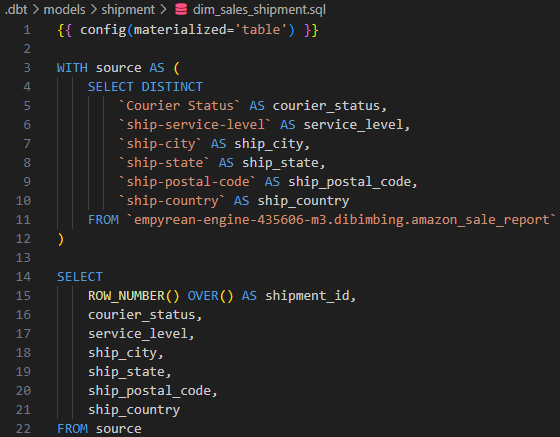 .dbt > models > shipment > dim_sales_shipment.sql
1 {{ config(materialized='table') }}
2
3 WITH source AS (
4 SELECT DISTINCT
5 `Courier Status` AS courier_status,
6 `ship-service-level` AS service_level,
7 `ship-city` AS ship_city,
8 `ship-state` AS ship_state,
9 `ship-postal-code` AS ship_postal_code,
10 `ship-country` AS ship_country
11 FROM `empyrean-engine-435606-m3.dibimbing.amazon_sale_report`
12 )
13
14 SELECT
15 ROW_NUMBER() OVER() AS shipment_id,
16 courier_status,
17 service_level,
18 ship_city,
19 ship_state,
20 ship_postal_code,
21 ship_country
22 FROM source